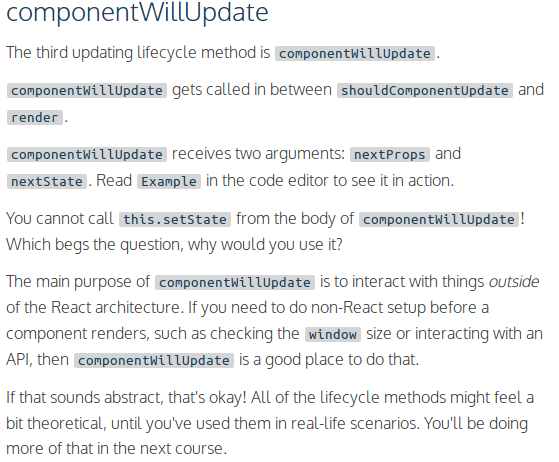 componentWillUpdate
The third updating lifecycle method is componentWillUpdate.
componentWillUpdate gets called in between shouldComponentUpdate and
render.
componentWillUpdate receives two arguments: nextProps and
nextState. Read Example in the code editor to see it in action.
You cannot call this.setState from the body of componentWillUpdate!
Which begs the question, why would you use it?
The main purpose of componentWillUpdate is to interact with things outside
of the React architecture. If you need to do non-React setup before a
component renders, such as checking the window size or interacting with an
API, then componentWillUpdate is a good place to do that.
If that sounds abstract, that's okay! All of the lifecycle methods might feel a
bit theoretical, until you've used them in real-life scenarios. You'll be doing
more of that in the next course.